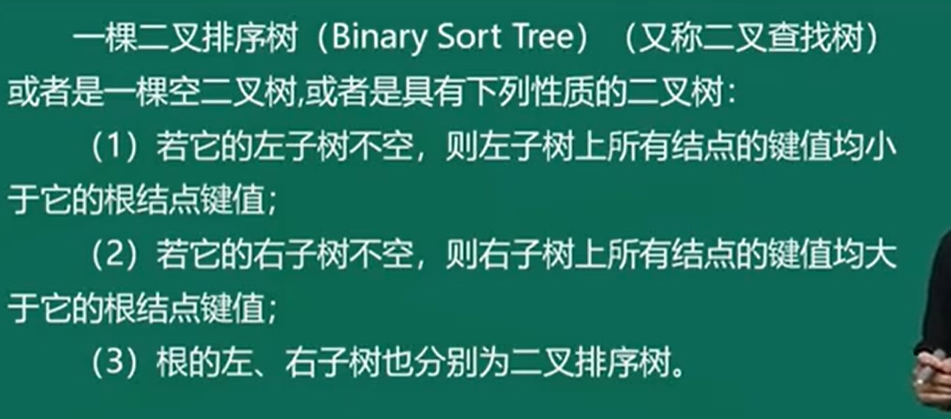 一棵二叉排序树（Binary Sort Tree）（又称二叉查找树）
或者是一棵空二叉树,或者是具有下列性质的二叉树：
（1）若它的左子树不空，则左子树上所有结点的键值均小
于它的根结点键值；
（2）若它的右子树不空，则右子树上所有结点的键值均大
于它的根结点键值；
（3）根的左、右子树也分别为二叉排序树。